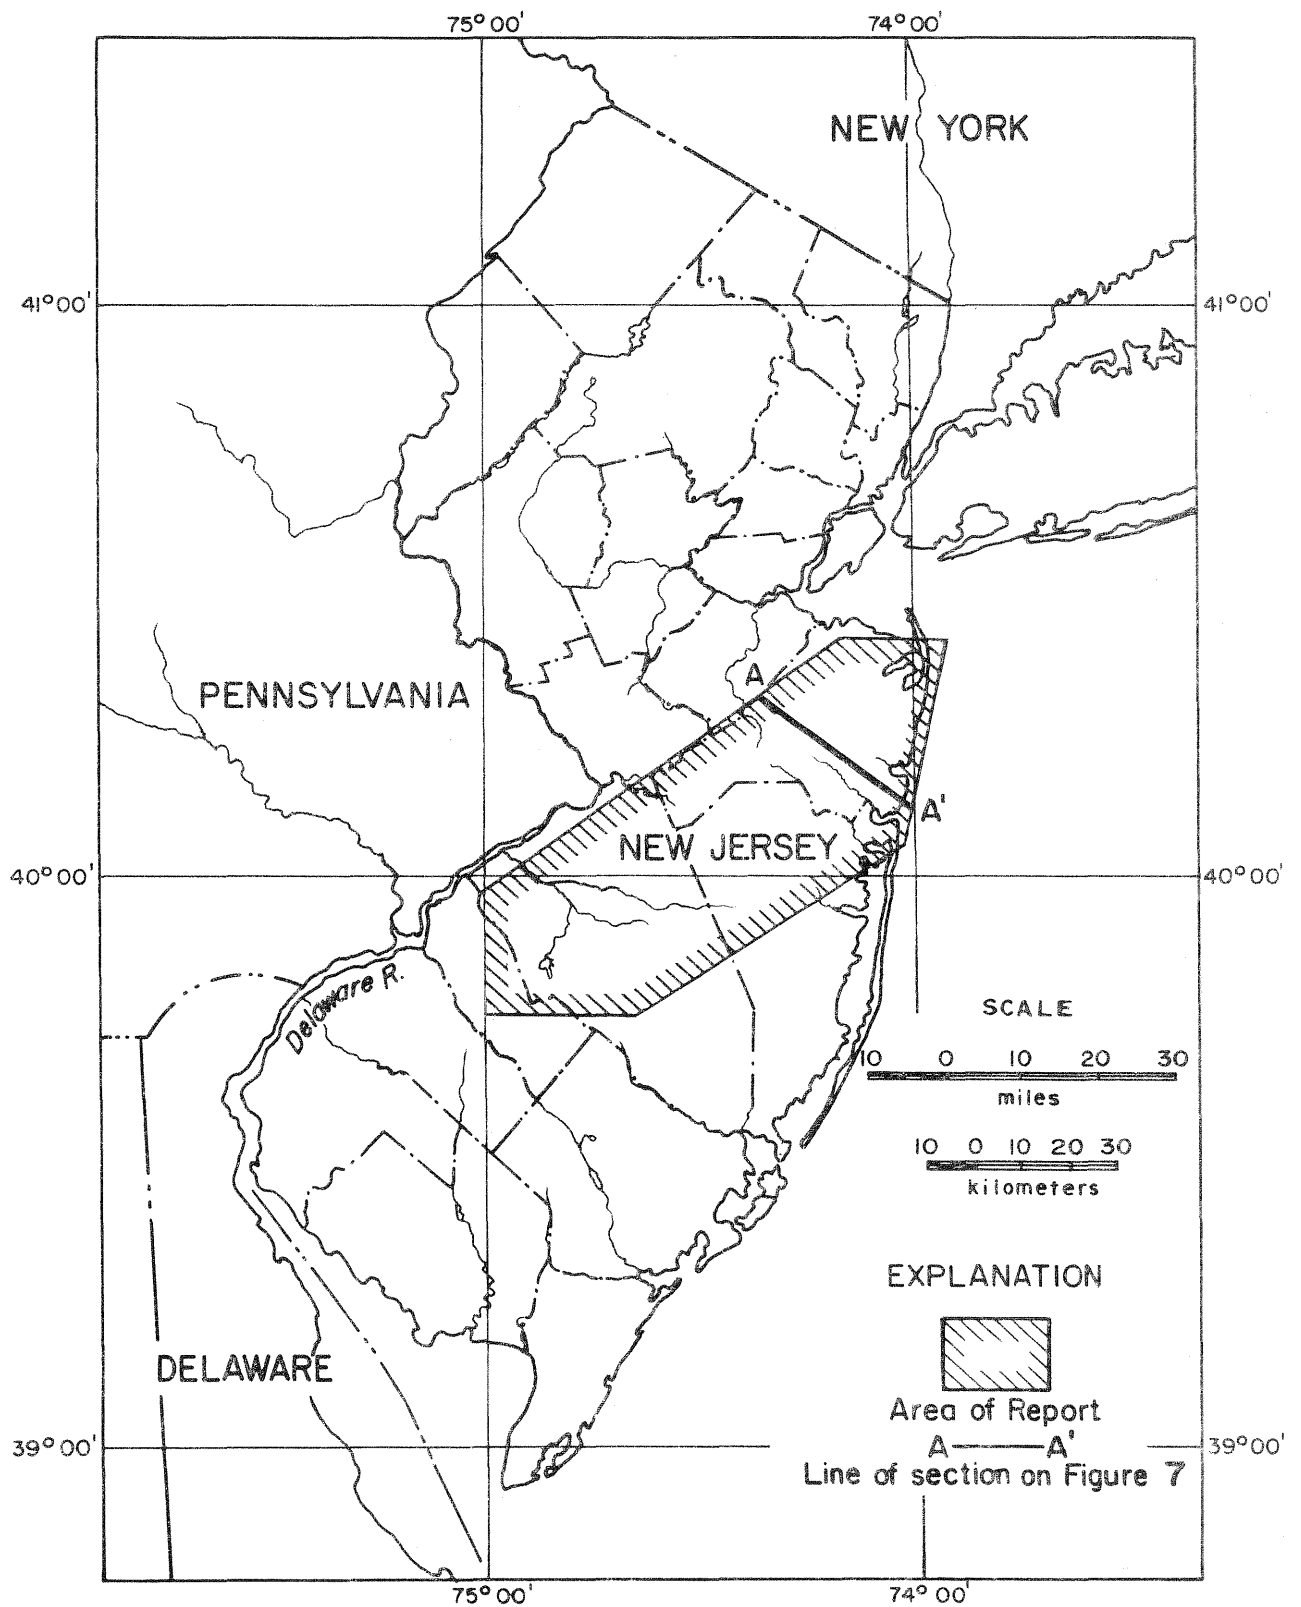 75°00' 74°00'
NEW YORK
41°00' 41°00'
PENNSYLVANIA
A
A'
NEW JERSEY
40°00' 40°00'
Delaware R.
SCALE
10 0 10 20 30
miles
10 0 10 20 30
kilometers
EXPLANATION
DELAWARE
Area of Report
A A'
39°00' 39°00'
Line of section on Figure 7
75°00' 74°00'